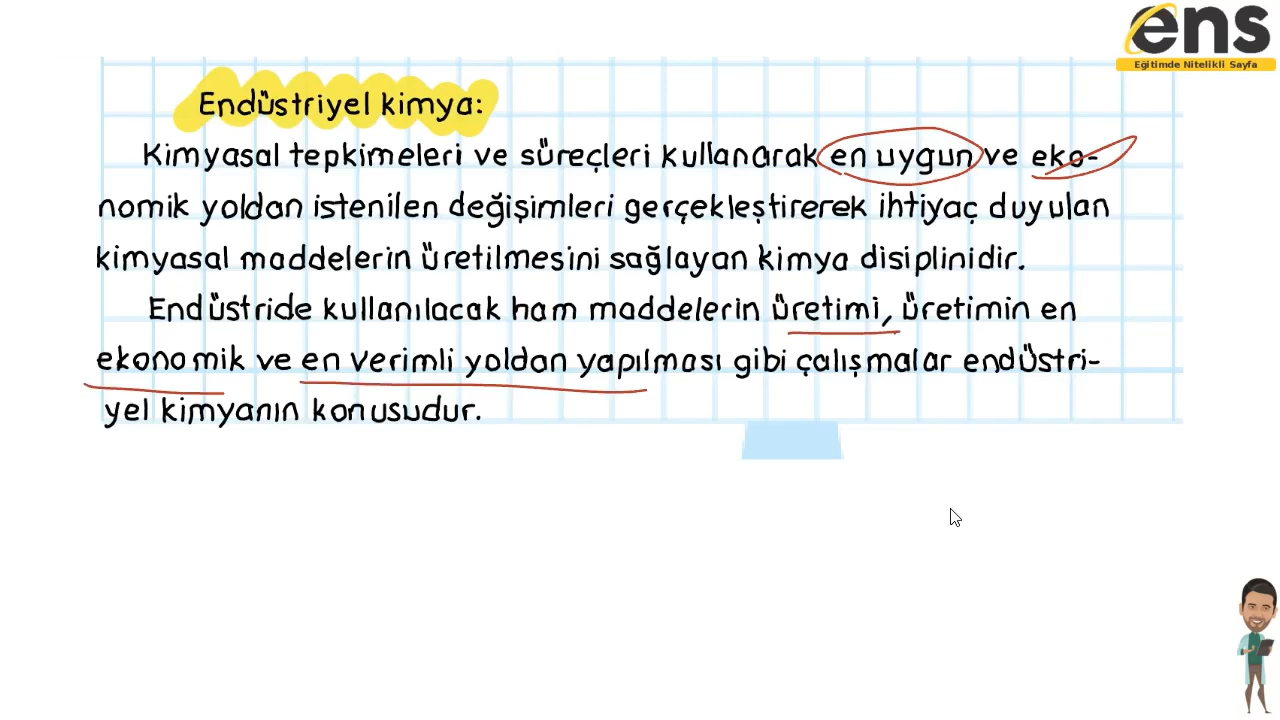 ens
Eğitimde Nitelikli Sayfa
Endüstriyel kimya:
Kimyasal tepkimeleri ve süreçleri kullanarak en uygun ve eko-
nomik yoldan istenilen değişimleri gerçekleştirerek ihtiyaç duyulan
kimyasal maddelerin üretilmesini sağlayan kimya disiplinidir.
Endüstride kullanılacak ham maddelerin üretimi, üretimin en
ekonomik ve en verimli yoldan yapılması gibi çalışmalar endüstri-
yel kimyanın konusudur.